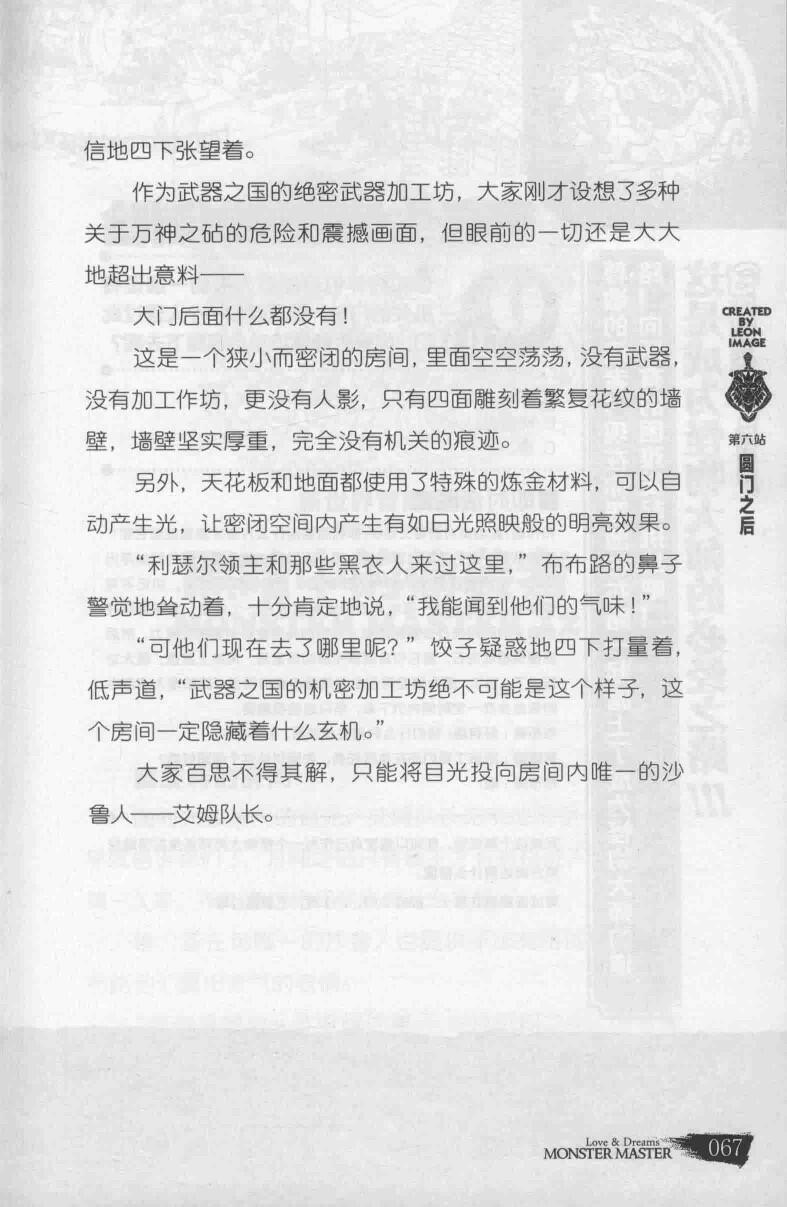 信地四下张望着。
作为武器之国的绝密武器加工坊，大家刚才设想了多种
关于万神之砧的危险和震撼画面，但眼前的一切还是大大
地超出意料——
大门后面什么都没有！
这是一个狭小而密闭的房间，里面空空荡荡，没有武器，
没有加工作坊，更没有人影，只有四面雕刻着繁复花纹的墙
壁，墙壁坚实厚重，完全没有机关的痕迹。
另外，天花板和地面都使用了特殊的炼金材料，可以自
动产生光，让密闭空间内产生有如日光照映般的明亮效果。
“利瑟尔领主和那些黑衣人来过这里，”布布路的鼻子
警觉地耸动着，十分肯定地说，“我能闻到他们的气味！”
“可他们现在去了哪里呢？”饺子疑惑地四下打量着，
低声道，“武器之国的机密加工坊绝不可能是这个样子，这
个房间一定隐藏着什么玄机。”
大家百思不得其解，只能将目光投向房间内唯一的沙
鲁人——艾姆队长。
CREATED
BY
LEON
IMAGE
第六站
圆门之后
Love & Dreams
MONSTER MASTER
067